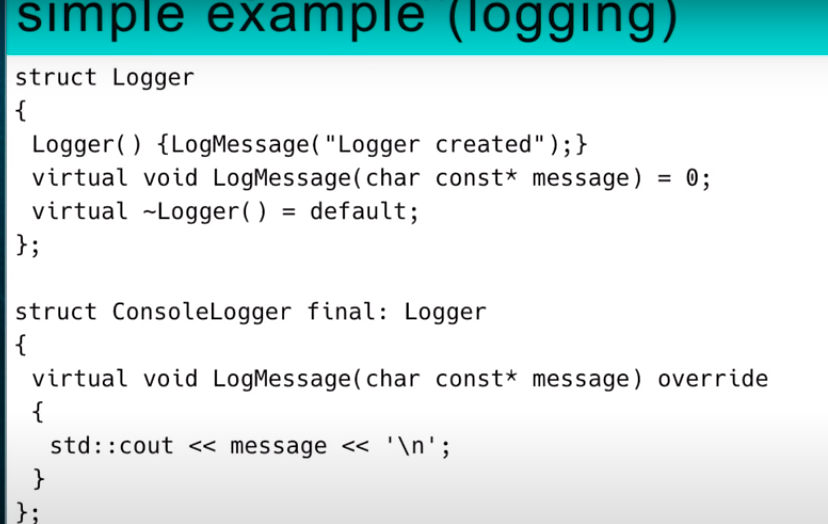 simple example (logging)
struct Logger
{
Logger() {LogMessage("Logger created");}
virtual void LogMessage(char const* message) = 0;
virtual ~Logger() = default;
};
struct ConsoleLogger final: Logger
{
virtual void LogMessage(char const* message) override
{
std::cout << message << '\n';
}
};